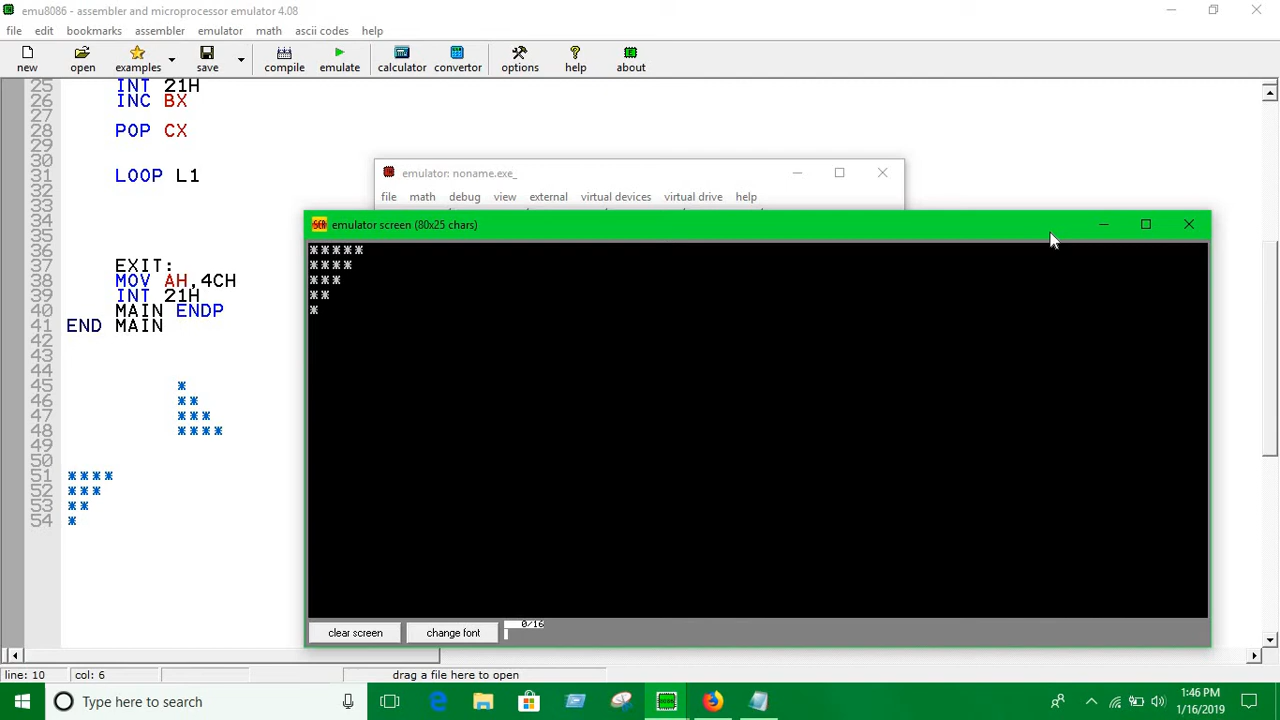 emu8086 - assembler and microprocessor emulator 4.08
file edit bookmarks assembler emulator math ascii codes help
new open examples save compile emulate calculator convertor options help about
25 INT 21H
26 INC BX
27
28 POP CX
29
30
31 LOOP L1
32
33
34
35
36
37 EXIT:
38 MOV AH,4CH
39 INT 21H
40 MAIN ENDP
41 END MAIN
42
43
44
45 *
46 **
47 ***
48 ****
49
50
51 ****
52 ***
53 **
54 *
emulator: noname.exe_
file math debug view external virtual devices virtual drive help
SCR emulator screen (80x25 chars)
*****
****
***
**
*
clear screen change font 0/16
line: 10 col: 6 drag a file here to open
Type here to search
1:46 PM
1/16/2019